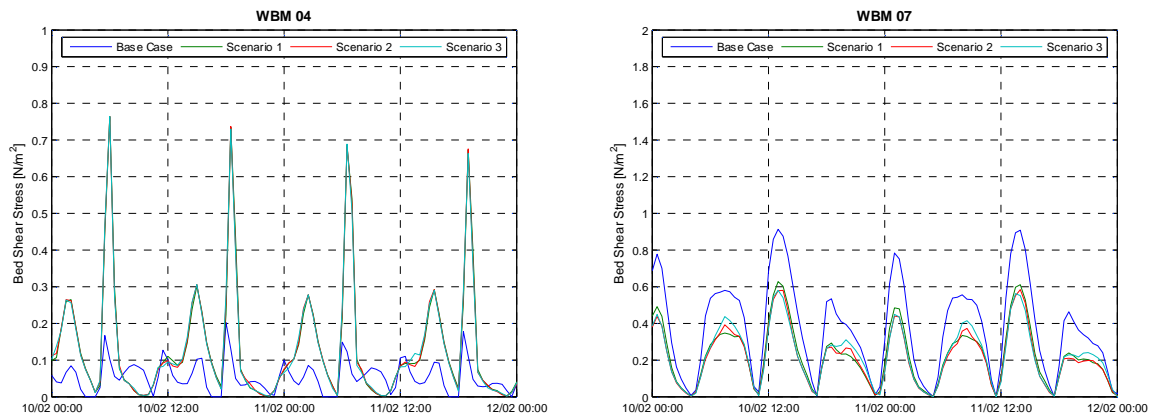 WBM 04
Base Case Scenario 1 Scenario 2 Scenario 3
Bed Shear Stress [N/m²]
1
0.9
0.8
0.7
0.6
0.5
0.4
0.3
0.2
0.1
0
10/02 00:00 10/02 12:00 11/02 00:00 11/02 12:00 12/02 00:00
WBM 07
Base Case Scenario 1 Scenario 2 Scenario 3
Bed Shear Stress [N/m²]
2
1.8
1.6
1.4
1.2
1
0.8
0.6
0.4
0.2
0
10/02 00:00 10/02 12:00 11/02 00:00 11/02 12:00 12/02 00:00